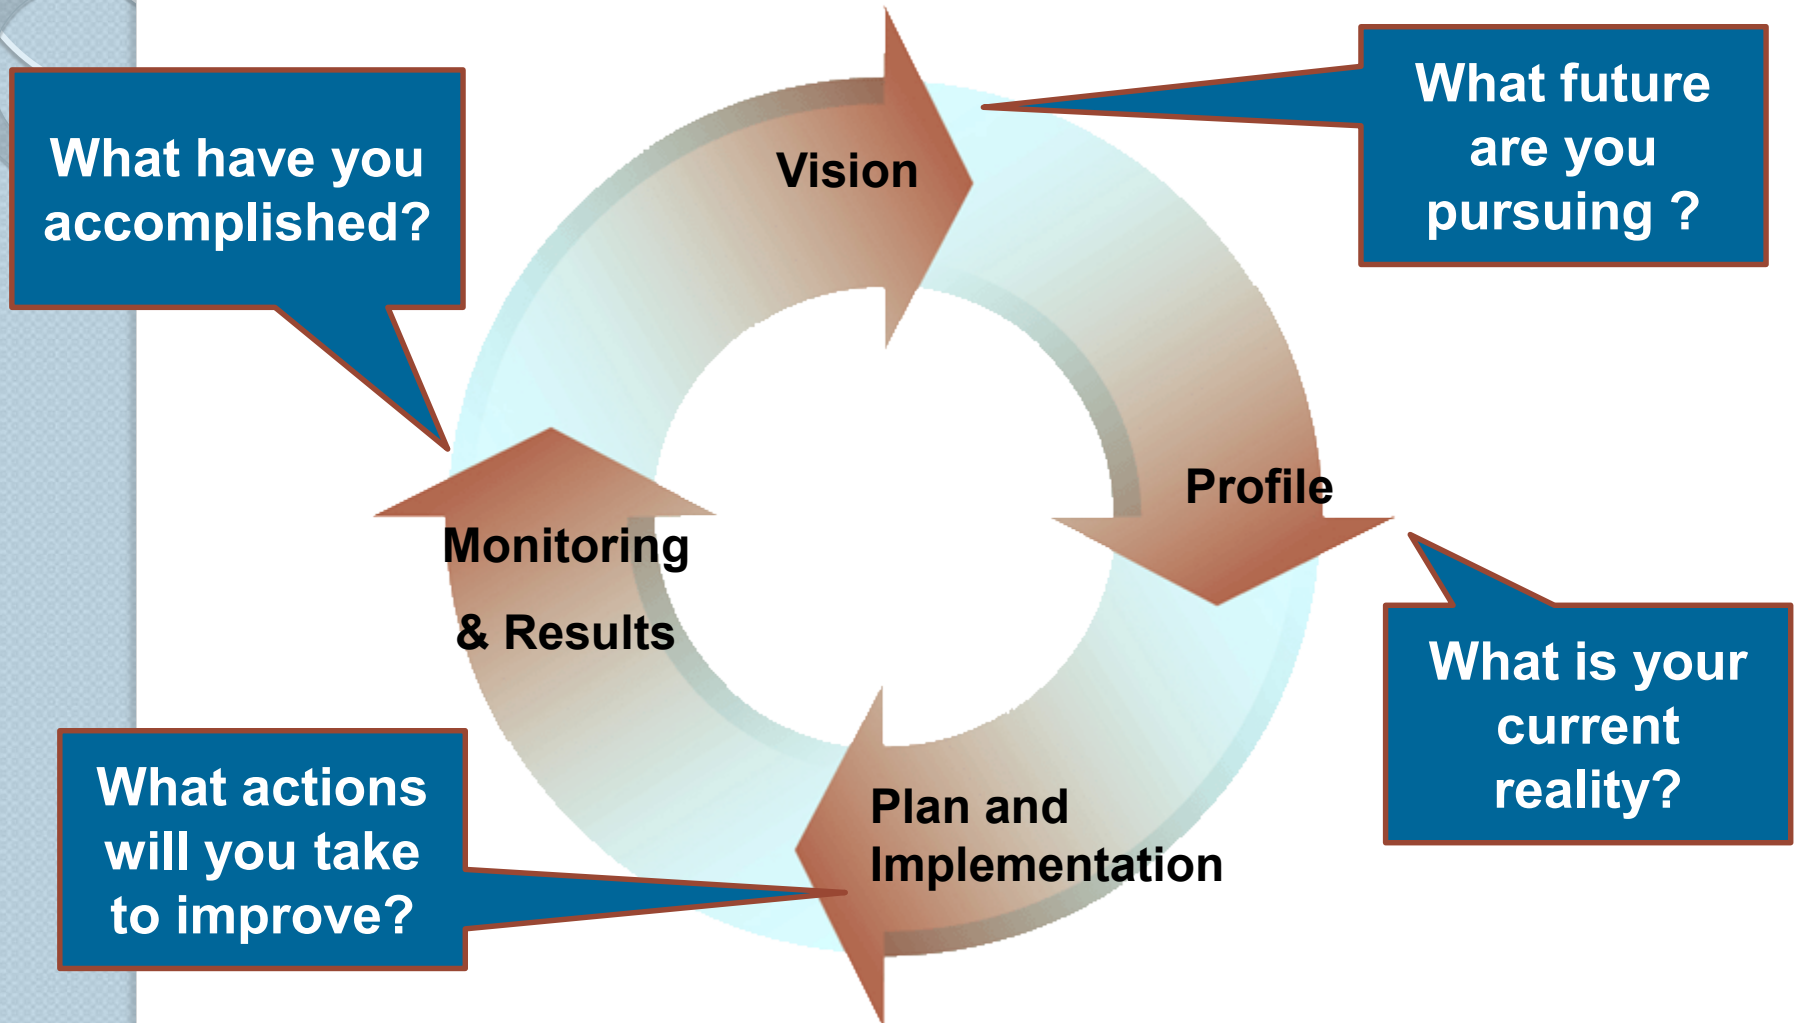 What have you
accomplished?
Vision
What future
are you
pursuing ?
Profile
What is your
current
reality?
Plan and
Implementation
What actions
will you take
to improve?
Monitoring
& Results